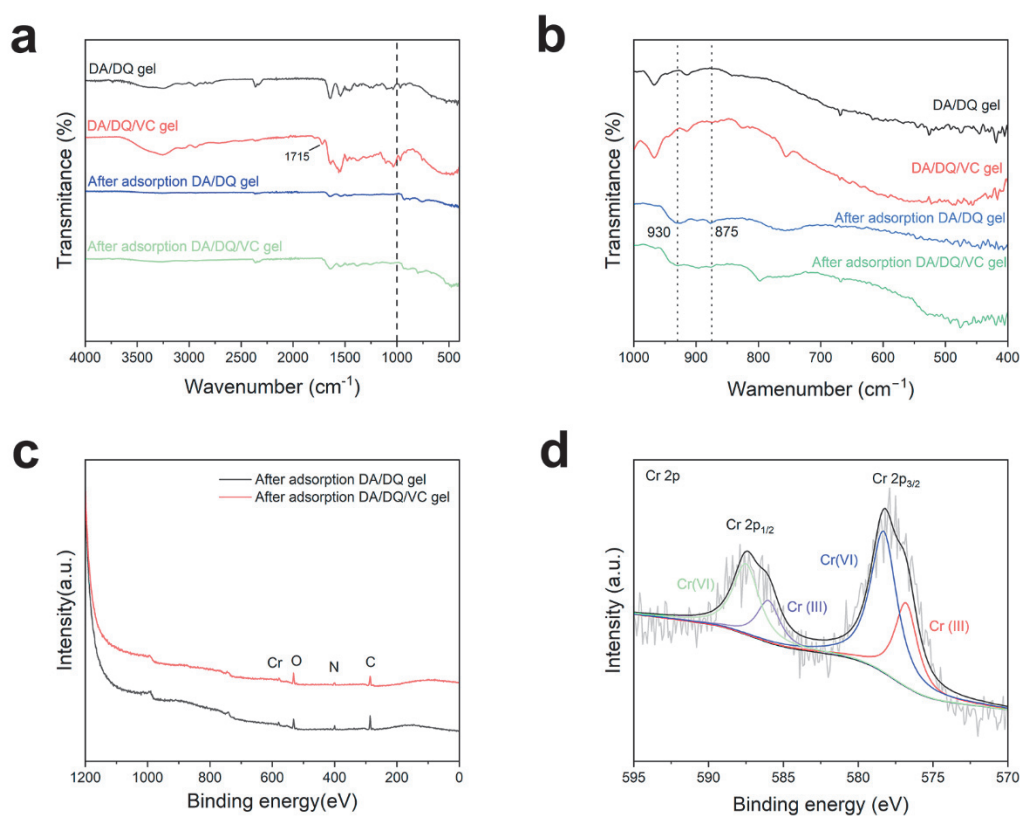 a
DA/DQ gel
DA/DQ/VC gel
1715
After adsorption DA/DQ gel
After adsorption DA/DQ/VC gel
Transmitance (%)
4000 3500 3000 2500 2000 1500 1000 500
Wavenumber (cm⁻¹)
b
DA/DQ gel
DA/DQ/VC gel
After adsorption DA/DQ gel
930 875
After adsorption DA/DQ/VC gel
Transmitance (%)
1000 900 800 700 600 500 400
Wamenumber (cm⁻¹)
c
After adsorption DA/DQ gel
After adsorption DA/DQ/VC gel
Cr O N C
Intensity(a.u.)
1200 1000 800 600 400 200 0
Binding energy(eV)
d
Cr 2p
Cr 2p3/2
Cr 2p1/2
Cr(VI)
Cr(VI)
Cr (III)
Cr (III)
Intensity (a.u.)
595 590 585 580 575 570
Binding energy (eV)